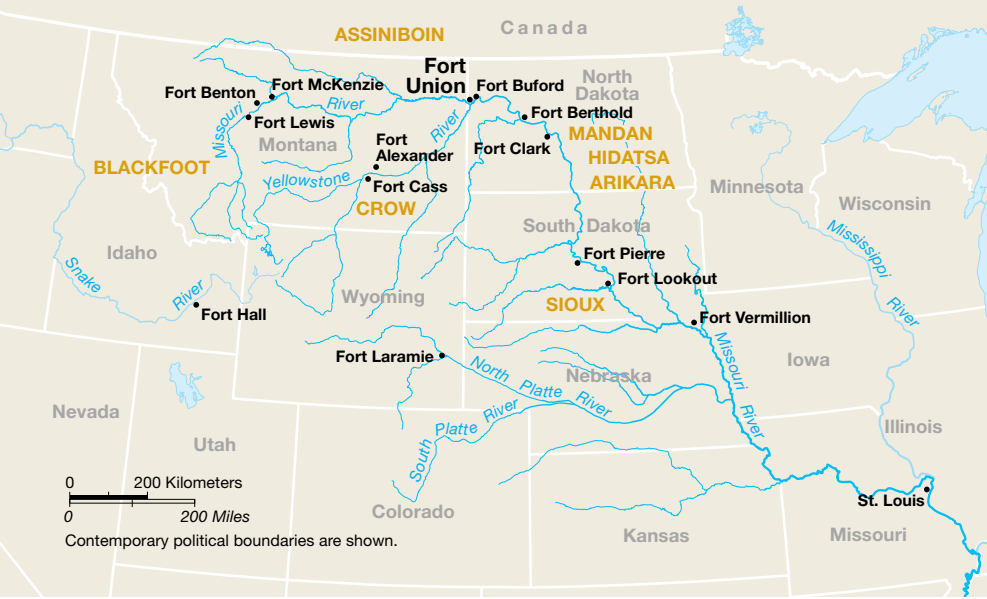 Canada
ASSINIBOIN
Fort
Union
Fort McKenzie
Fort Benton
Fort Buford
North
Dakota
Missouri
River
Fort Lewis
River
Fort Berthold
MANDAN
Montana
Fort
Alexander
Fort Clark
HIDATSA
BLACKFOOT
Yellowstone
Fort Cass
ARIKARA
Minnesota
CROW
Wisconsin
South Dakota
Mississippi
River
Idaho
Fort Pierre
Snake
River
Fort Lookout
Wyoming
SIOUX
Fort Hall
Fort Vermillion
Fort Laramie
Missouri
River
Iowa
North Platte River
Nebraska
Nevada
South Platte River
Illinois
Utah
0 200 Kilometers
0 200 Miles
St. Louis
Colorado
Kansas
Missouri
Contemporary political boundaries are shown.